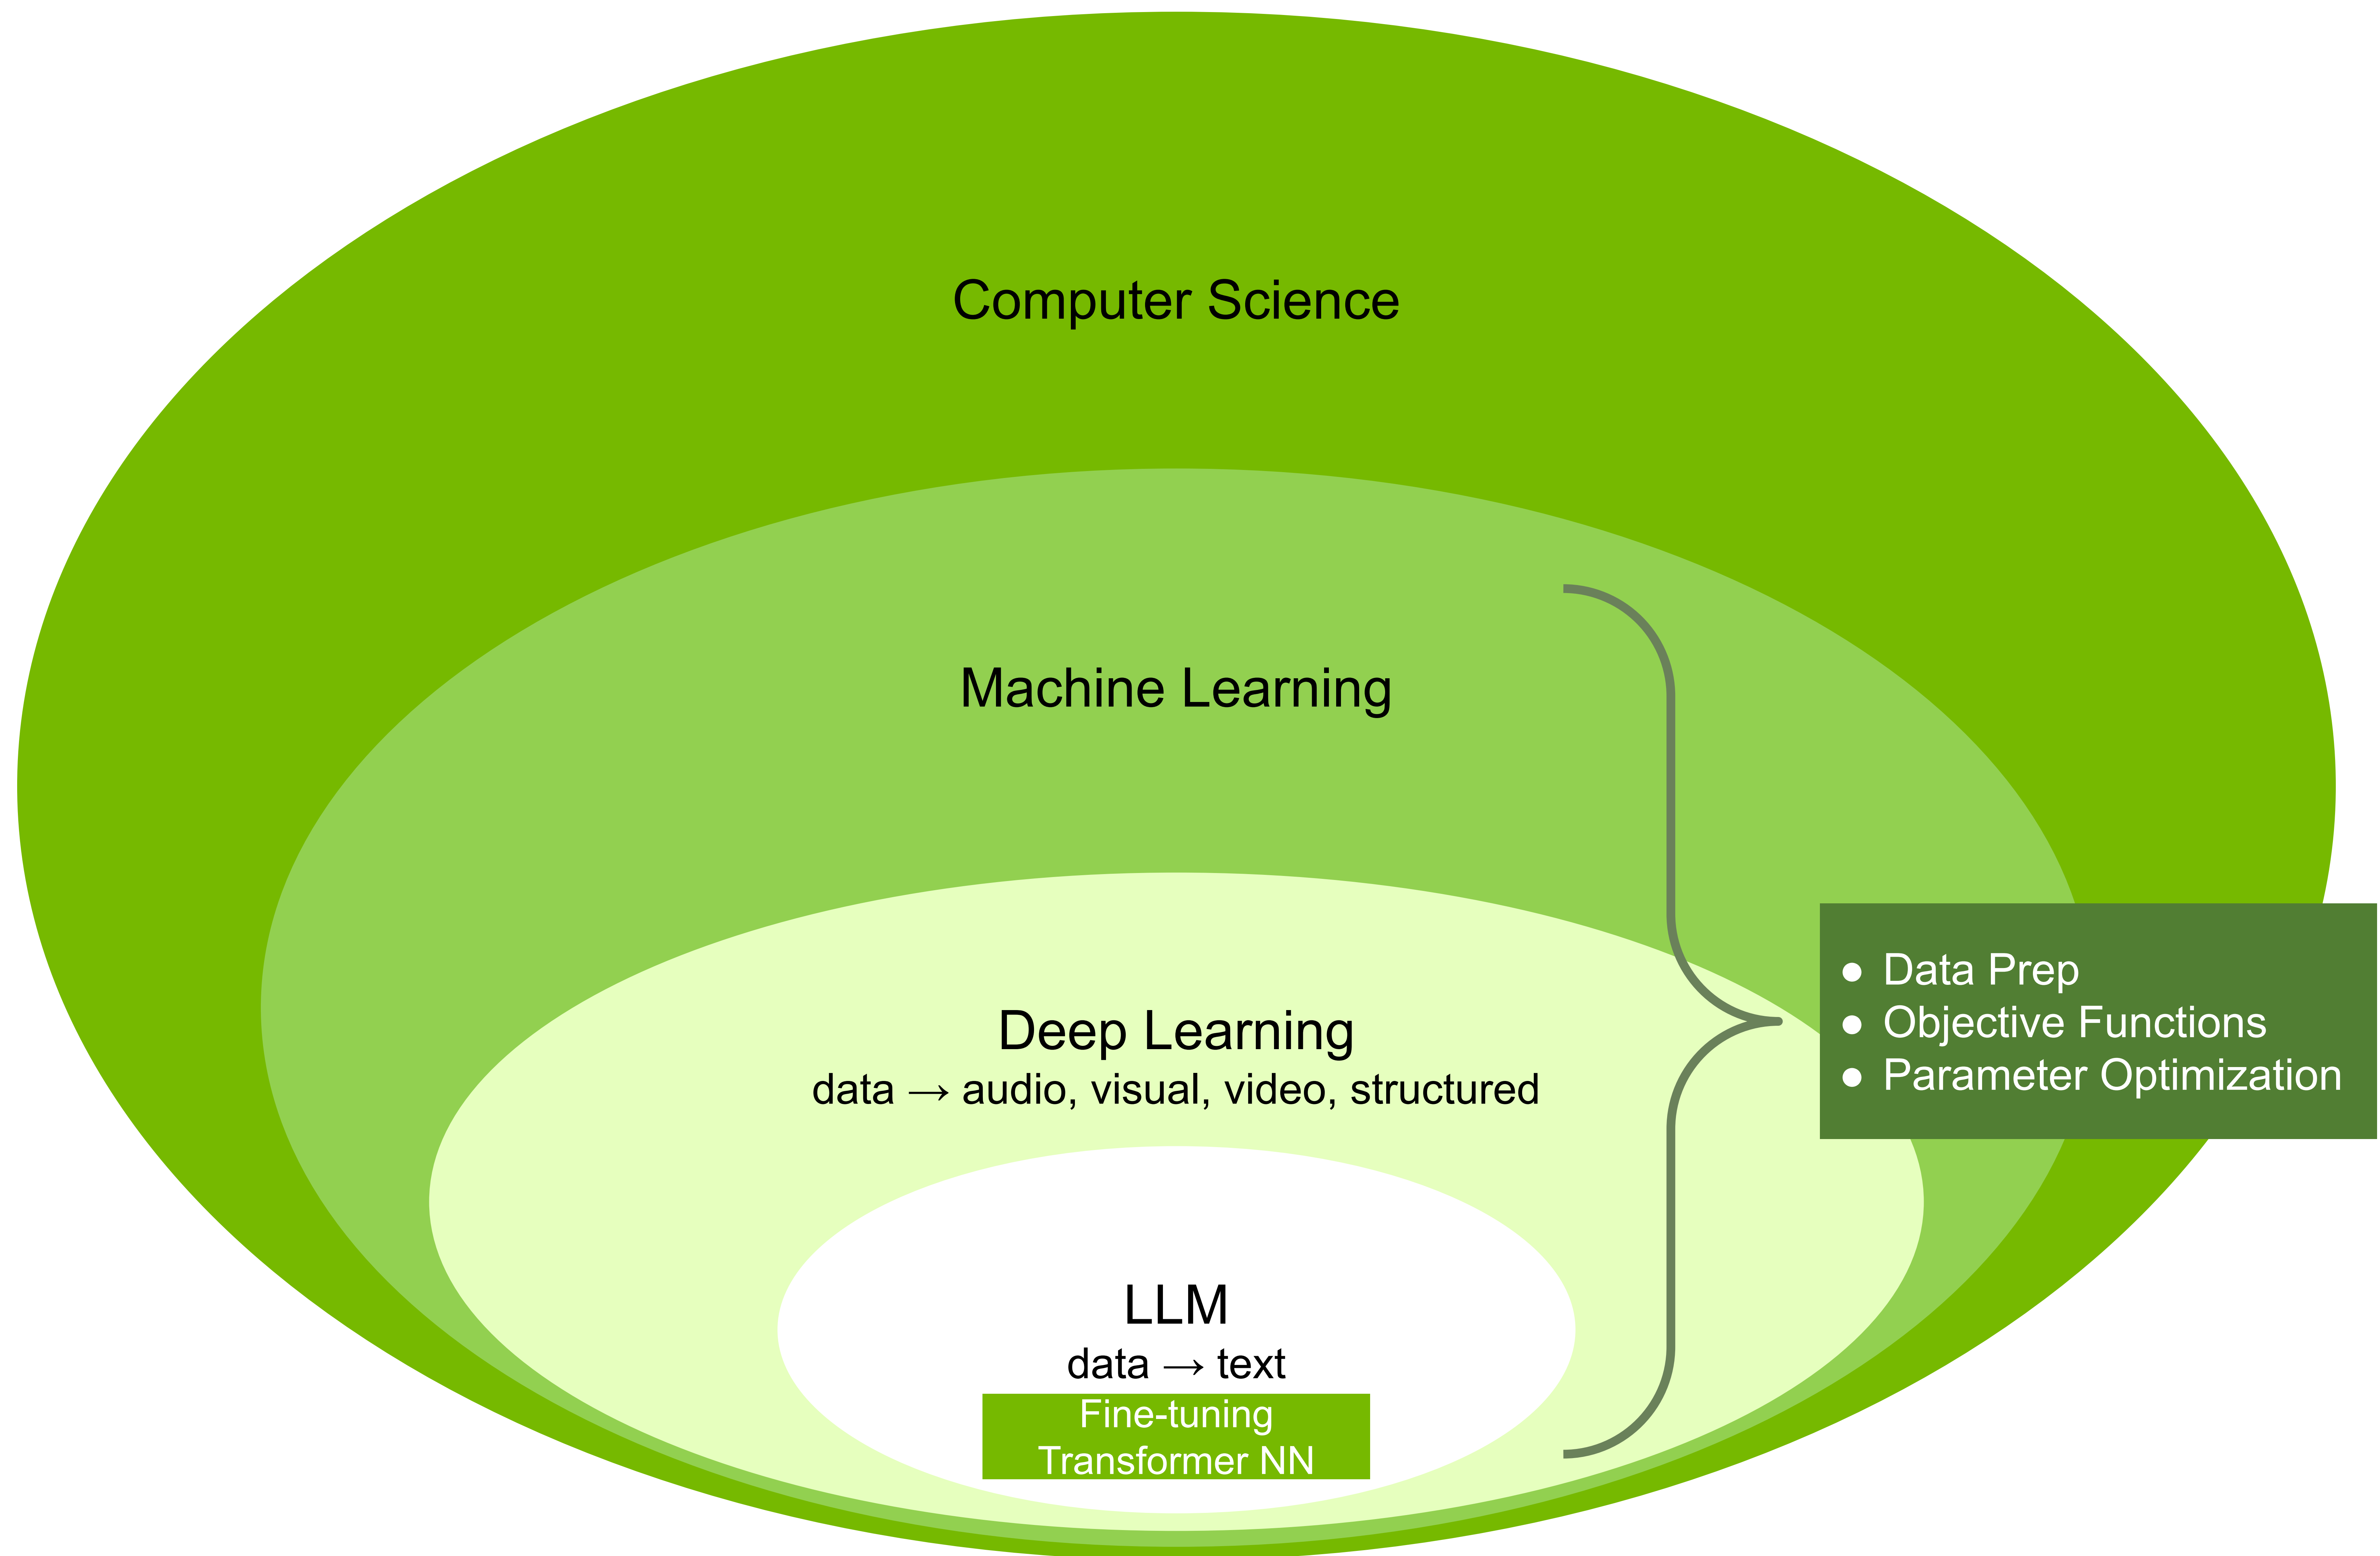 Computer Science
Machine Learning
Deep Learning
data → audio, visual, video, structured
LLM
data → text
Fine-tuning
Transformer NN
● Data Prep
● Objective Functions
● Parameter Optimization